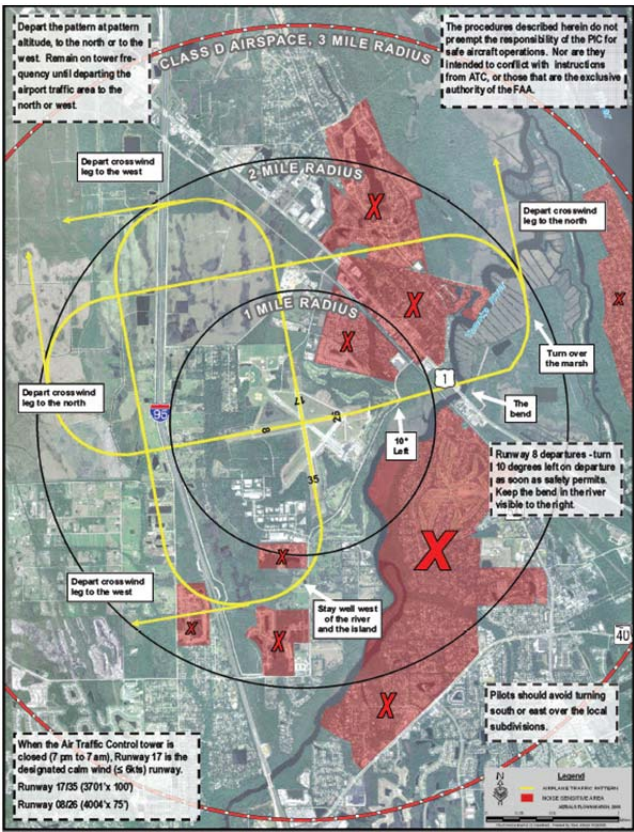 Depart the pattern at pattern
altitude, to the north or to the
west. Remain on tower fre-
quency until departing the
airport traffic area to the
north or west.
The procedures described herein do not
preempt the responsibility of the PIC for
safe aircraft operations. Nor are they
intended to conflict with instructions
from ATC, or those that are the exclusive
authority of the FAA.
CLASS D AIRSPACE, 3 MILE RADIUS
Depart crosswind
leg to the west
2 MILE RADIUS
X
Depart crosswind
leg to the north
X
1 MILE RADIUS
X
X
Turn over
the marsh
1
Depart crosswind
leg to the north
The
bend
95
17
8
26
10°
Left
35
Runway 8 departures - turn
10 degrees left on departure
as soon as safety permits.
Keep the bend in the river
visible to the right.
X
X
Depart crosswind
leg to the west
Stay well west
of the river
and the island
X
X
40
X
Pilots should avoid turning
south or east over the local
subdivisions.
When the Air Traffic Control tower is
closed (7 pm to 7 am), Runway 17 is the
designated calm wind (≤ 6kts) runway.
Runway 17/35 (3701'x 100')
Runway 08/26 (4004'x 75')
N
Legend
AIRPLANE TRAFFIC PATTERN
NOISE SENSITIVE AREA